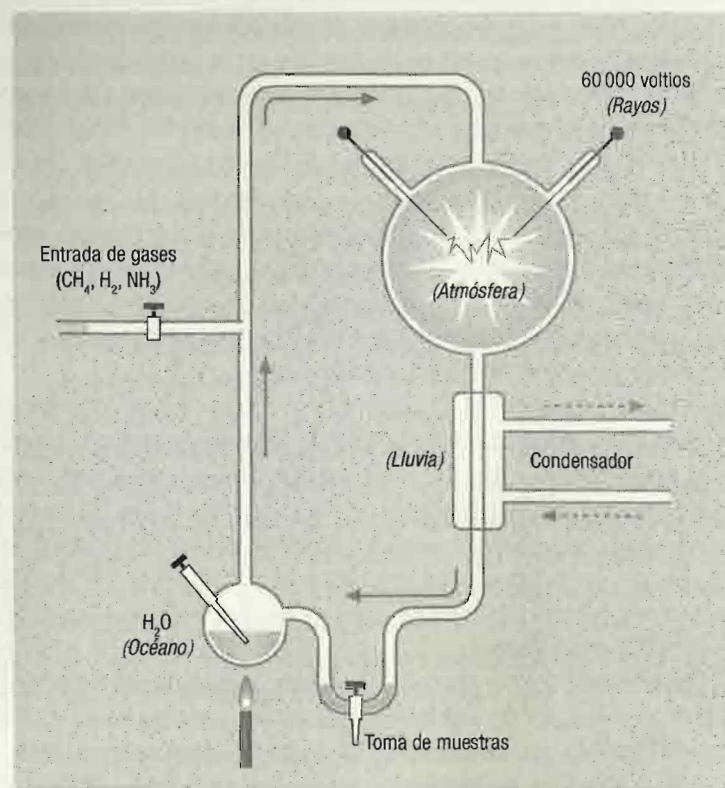 60 000 voltios
(Rayos)
Entrada de gases
(CH₄, H₂, NH₃)
(Atmósfera)
(Lluvia)
Condensador
H₂O
(Océano)
Toma de muestras